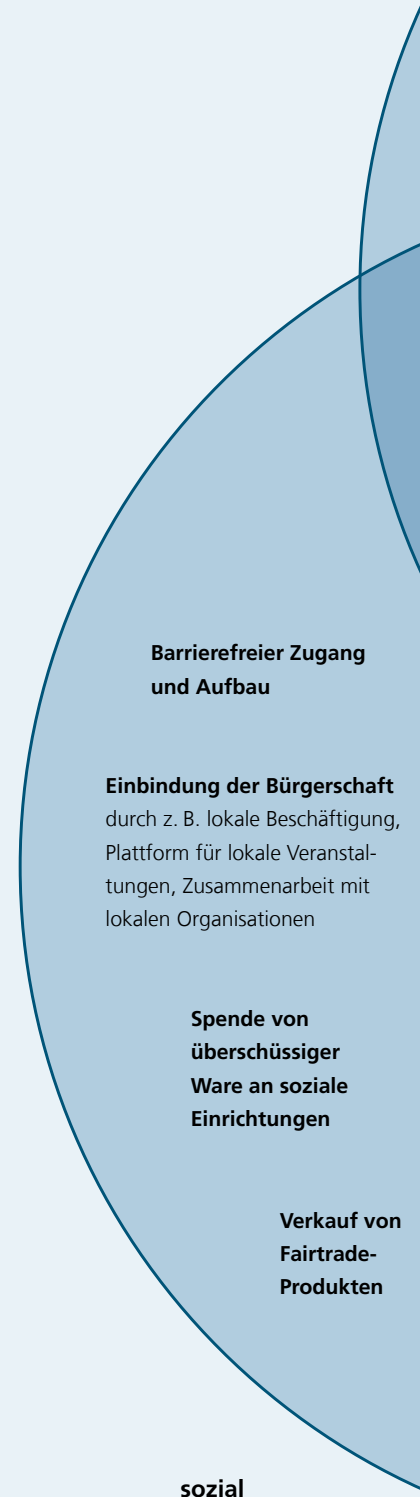 Barrierefreier Zugang
und Aufbau
Einbindung der Bürgerschaft
durch z. B. lokale Beschäftigung,
Plattform für lokale Veranstal-
tungen, Zusammenarbeit mit
lokalen Organisationen
Spende von
überschüssiger
Ware an soziale
Einrichtungen
Verkauf von
Fairtrade-
Produkten
sozial